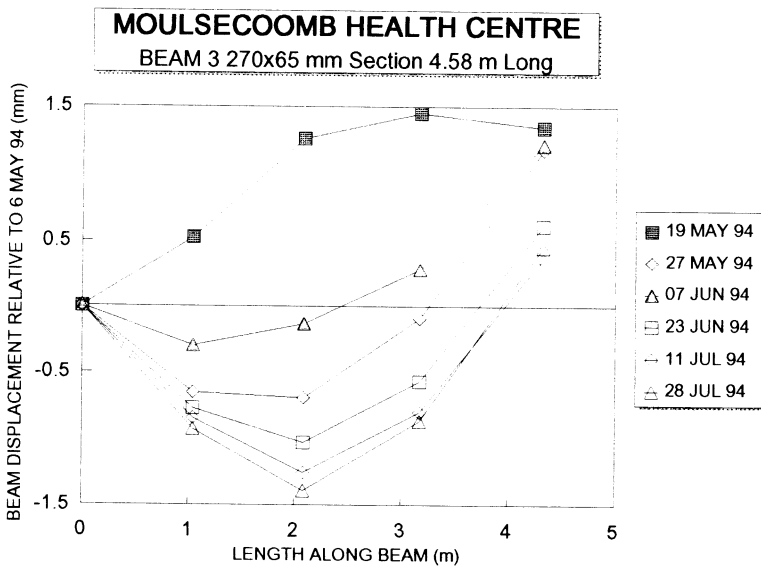 MOULSECOOMB HEALTH CENTRE
BEAM 3 270x65 mm Section 4.58 m Long
BEAM DISPLACEMENT RELATIVE TO 6 MAY 94 (mm)
1.5
0.5
-0.5
-1.5
0 1 2 3 4 5
LENGTH ALONG BEAM (m)
19 MAY 94
27 MAY 94
07 JUN 94
23 JUN 94
11 JUL 94
28 JUL 94